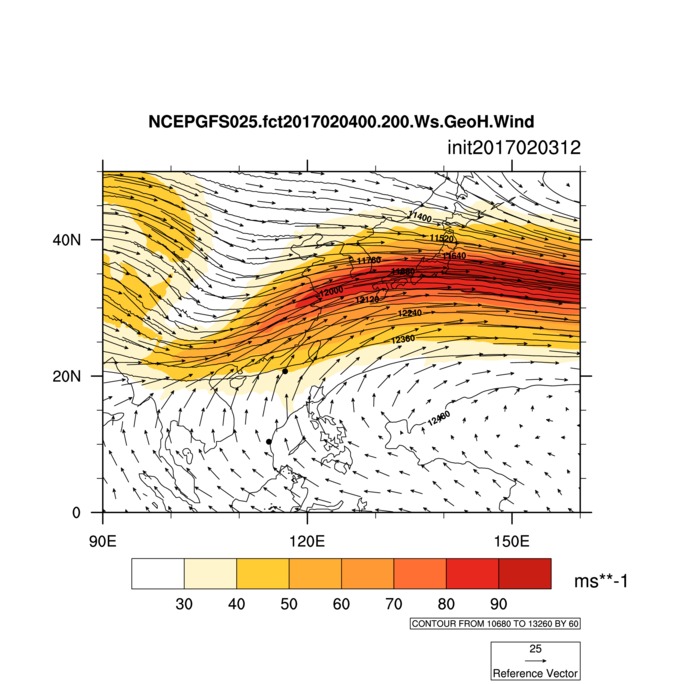 NCEPGFS025.fct2017020400.200.Ws.GeoH.Wind
init2017020312
11400
40N
11520
11640
11760
11880
12000
12120
12240
12360
20N
12480
0
90E 120E 150E
ms**-1
30 40 50 60 70 80 90
CONTOUR FROM 10680 TO 13260 BY 60
25
Reference Vector